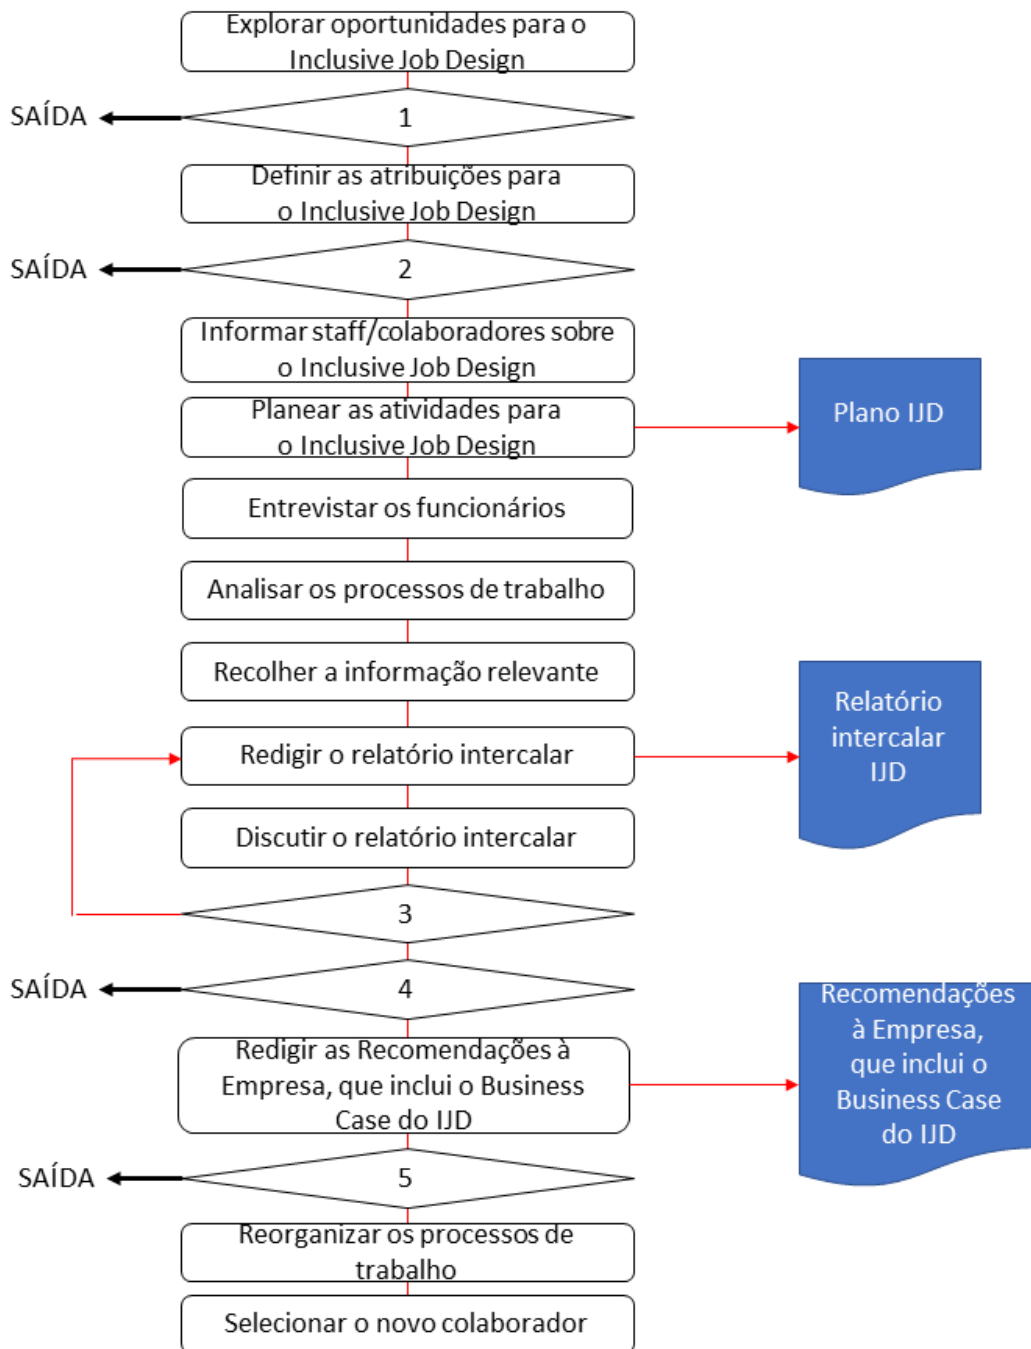 Explorar oportunidades para o
Inclusive Job Design
SAÍDA
1
Definir as atribuições para
o Inclusive Job Design
SAÍDA
2
Informar staff/colaboradores sobre
o Inclusive Job Design
Planear as atividades para
o Inclusive Job Design
Plano IJD
Entrevistar os funcionários
Analisar os processos de trabalho
Recolher a informação relevante
Redigir o relatório intercalar
Relatório
intercalar
IJD
Discutir o relatório intercalar
3
SAÍDA
4
Redigir as Recomendações à
Empresa, que inclui o Business
Case do IJD
Recomendações
à Empresa,
que inclui o
Business Case
do IJD
SAÍDA
5
Reorganizar os processos de
trabalho
Selecionar o novo colaborador